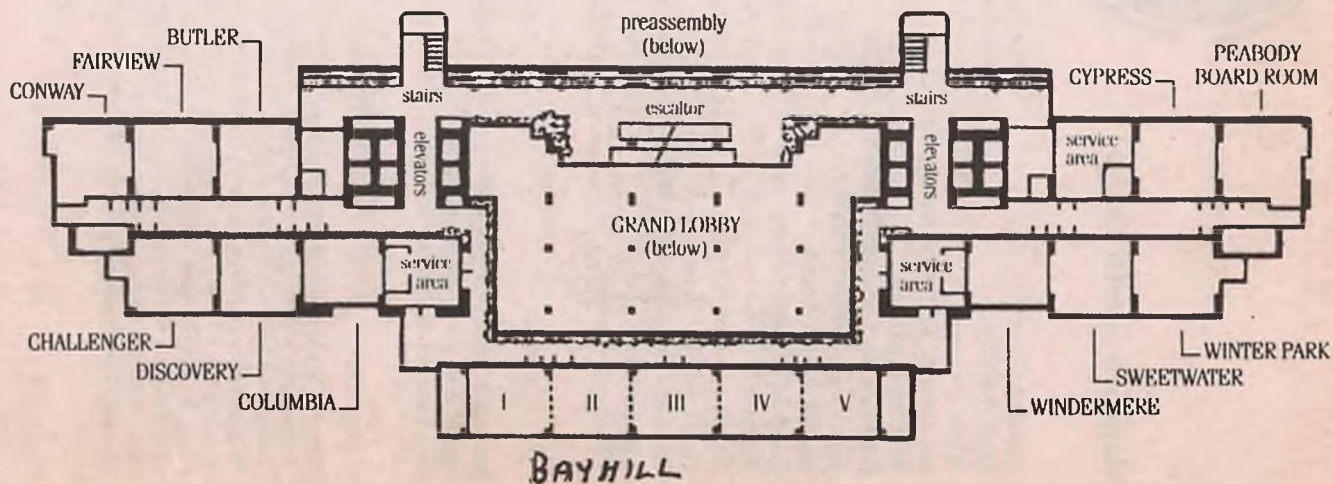 preassembly
(below)
BUTLER
FAIRVIEW
CONWAY
PEABODY
BOARD ROOM
CYPRESS
stairs
escaltor
stairs
elevators
elevators
service
area
GRAND LOBBY
(below)
service
area
service
area
CHALLENGER
DISCOVERY
COLUMBIA
I
II
III
IV
V
WINTER PARK
SWEETWATER
WINDERMERE
BAYHILL